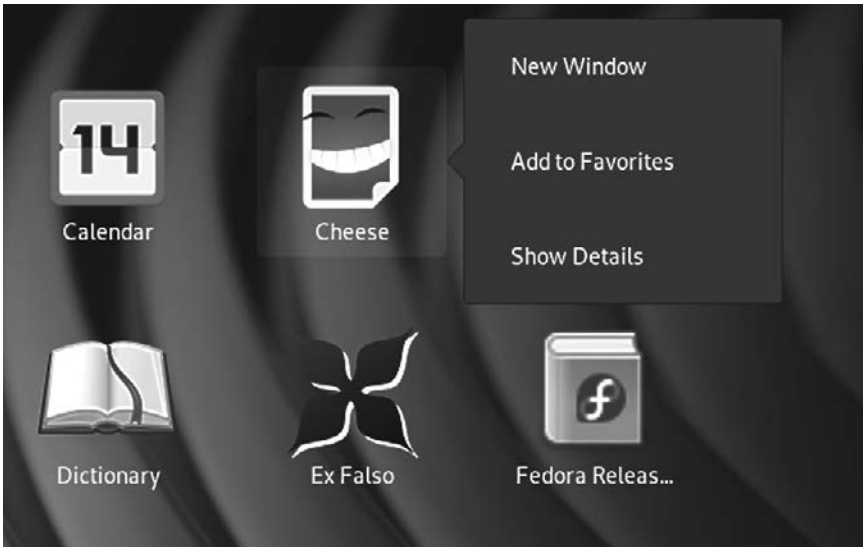 New Window
Add to Favorites
Show Details
14
Calendar
Cheese
Dictionary
Ex Falso
Fedora Releas...